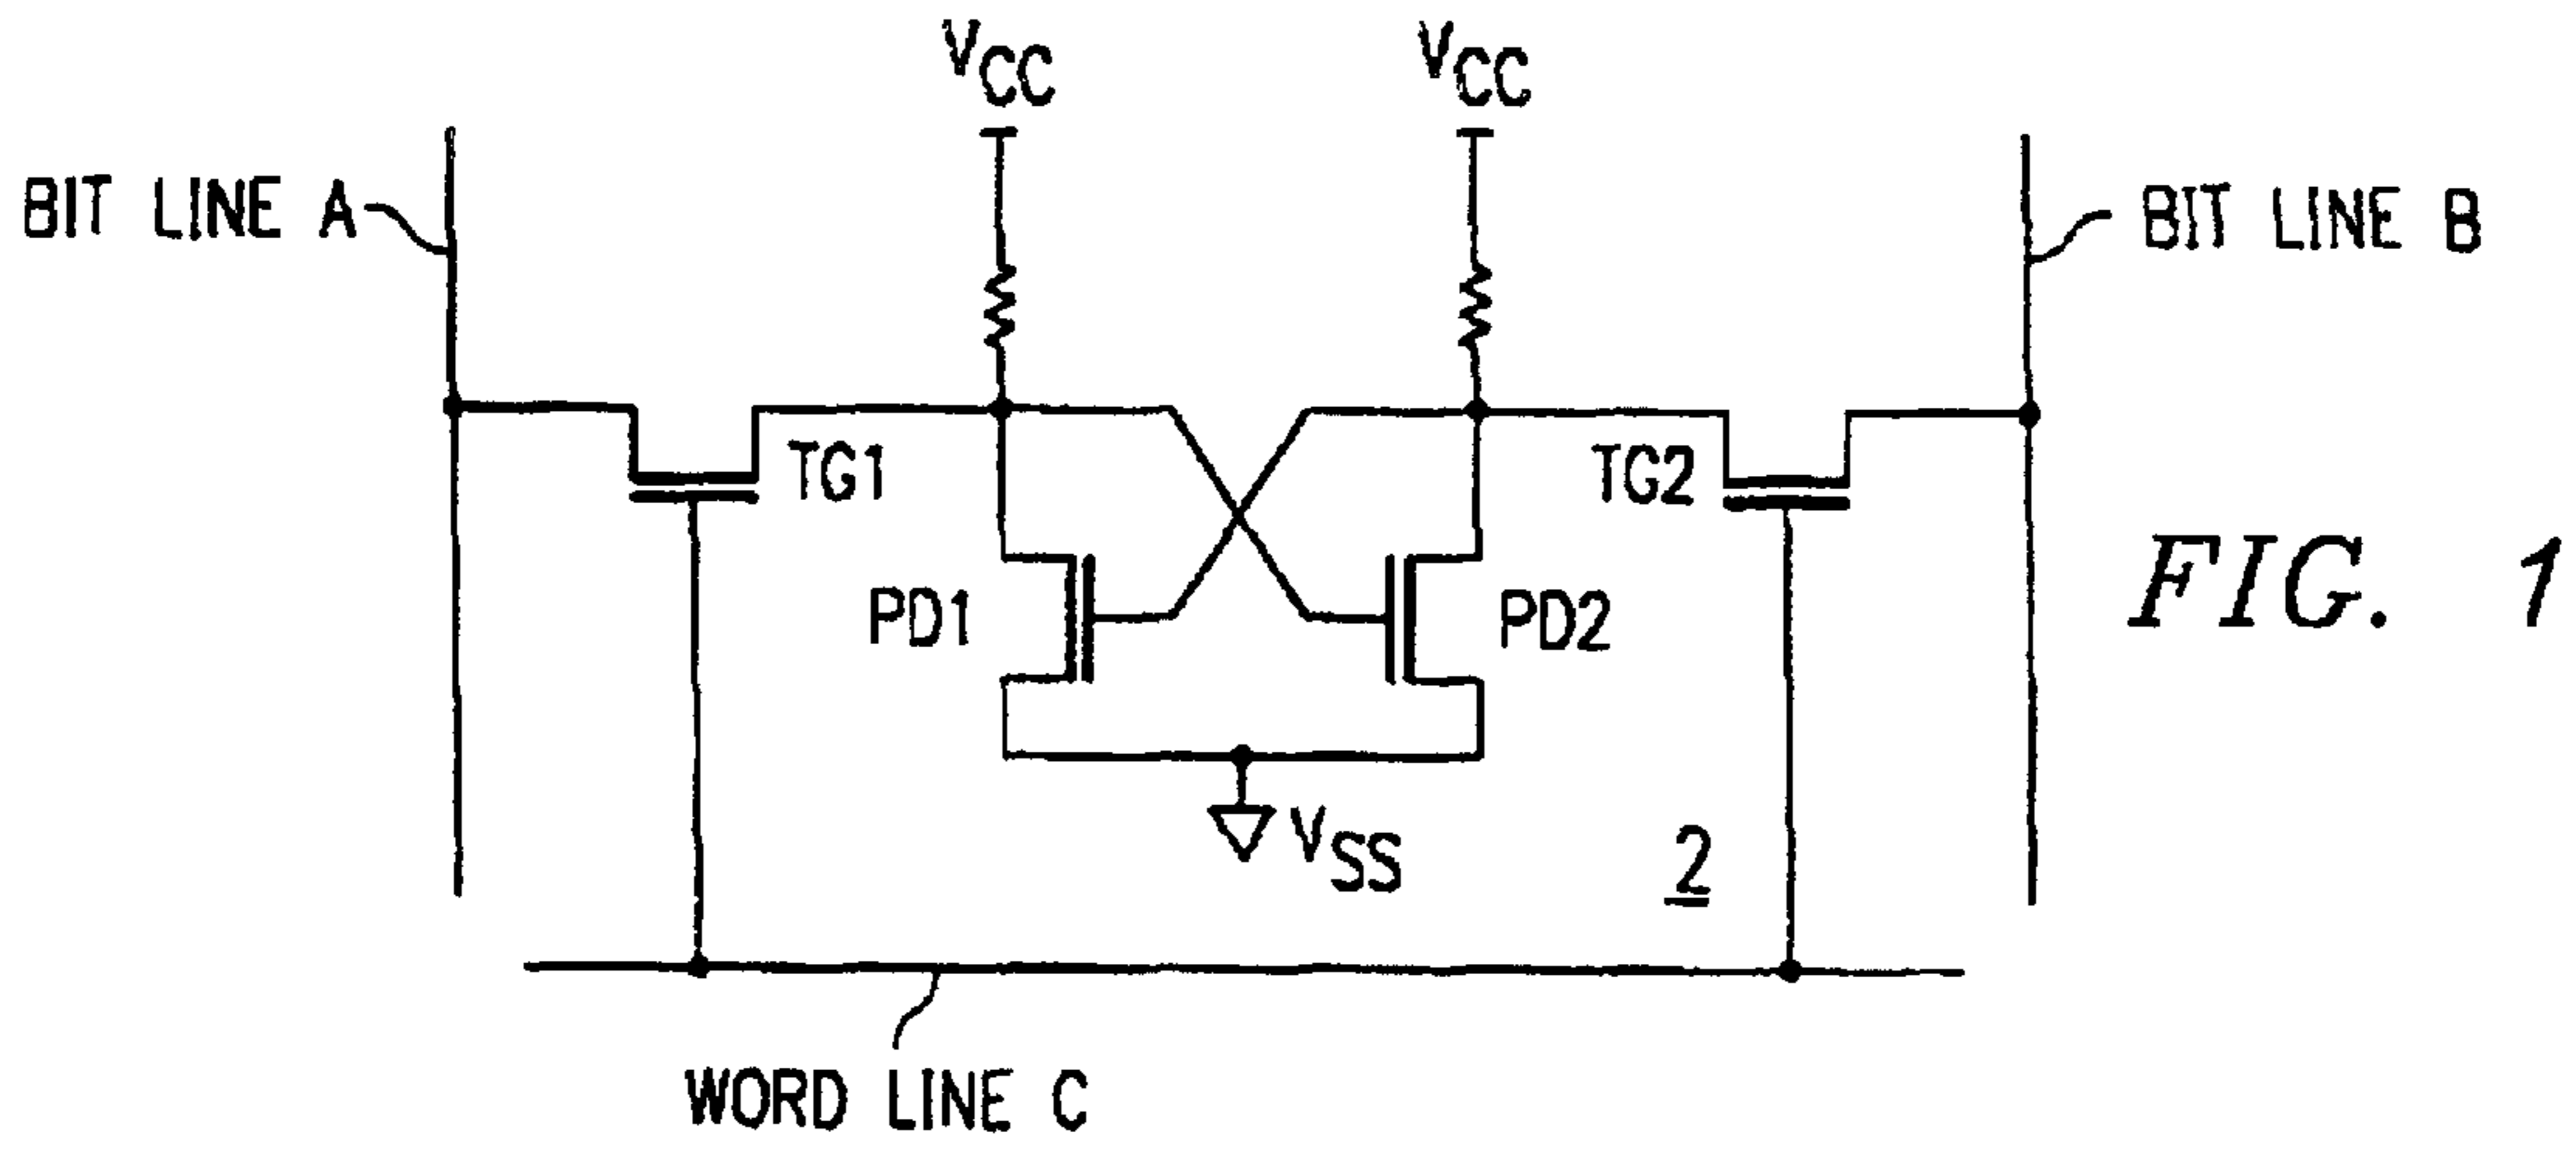 VCC
VCC
BIT LINE A
BIT LINE B
TG1
TG2
PD1
PD2
FIG. 1
VSS
2
WORD LINE C